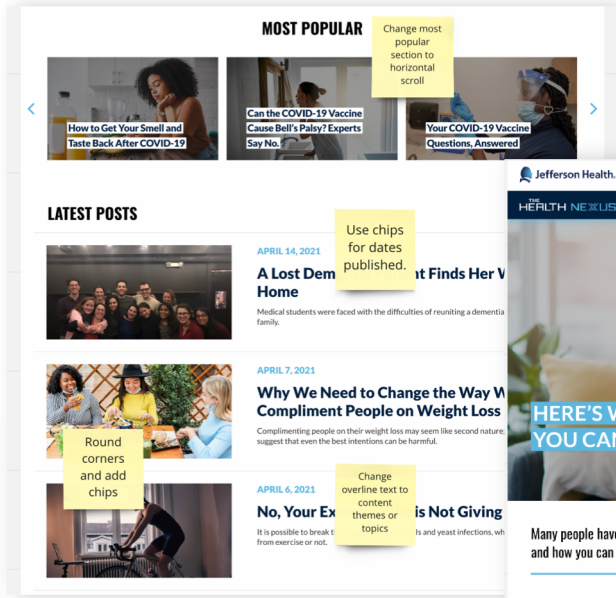 MOST POPULAR
Change most
popular
section to
horizontal
scroll
How to Get Your Smell and
Taste Back After COVID-19
Can the COVID-19 Vaccine
Cause Bell's Palsy? Experts
Say No.
Your COVID-19 Vaccine
Questions, Answered
LATEST POSTS
Use chips
for dates
published.
APRIL 14, 2021
A Lost Dem t Finds Her
Home
Medical students were faced with the difficulties of reuniting a dementia
family.
APRIL 7, 2021
Why We Need to Change the Way
Compliment People on Weight Loss
Complimenting people on their weight loss may seem like second nature;
suggest that even the best intentions can be harmful.
Round
corners
and add
chips
Change
overline text to
content
themes or
topics
APRIL 6, 2021
No, Your Ex is Not Giving
It is possible to break ls and yeast infections, wh
from exercise or not.
Jefferson Health.
THE
HEALTH NEXUS
HERE'S
YOU CAN
Many people have
and how you can